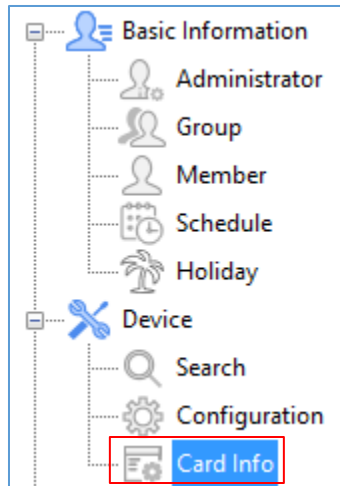 Basic Information
Administrator
Group
Member
Schedule
Holiday
Device
Search
Configuration
Card Info